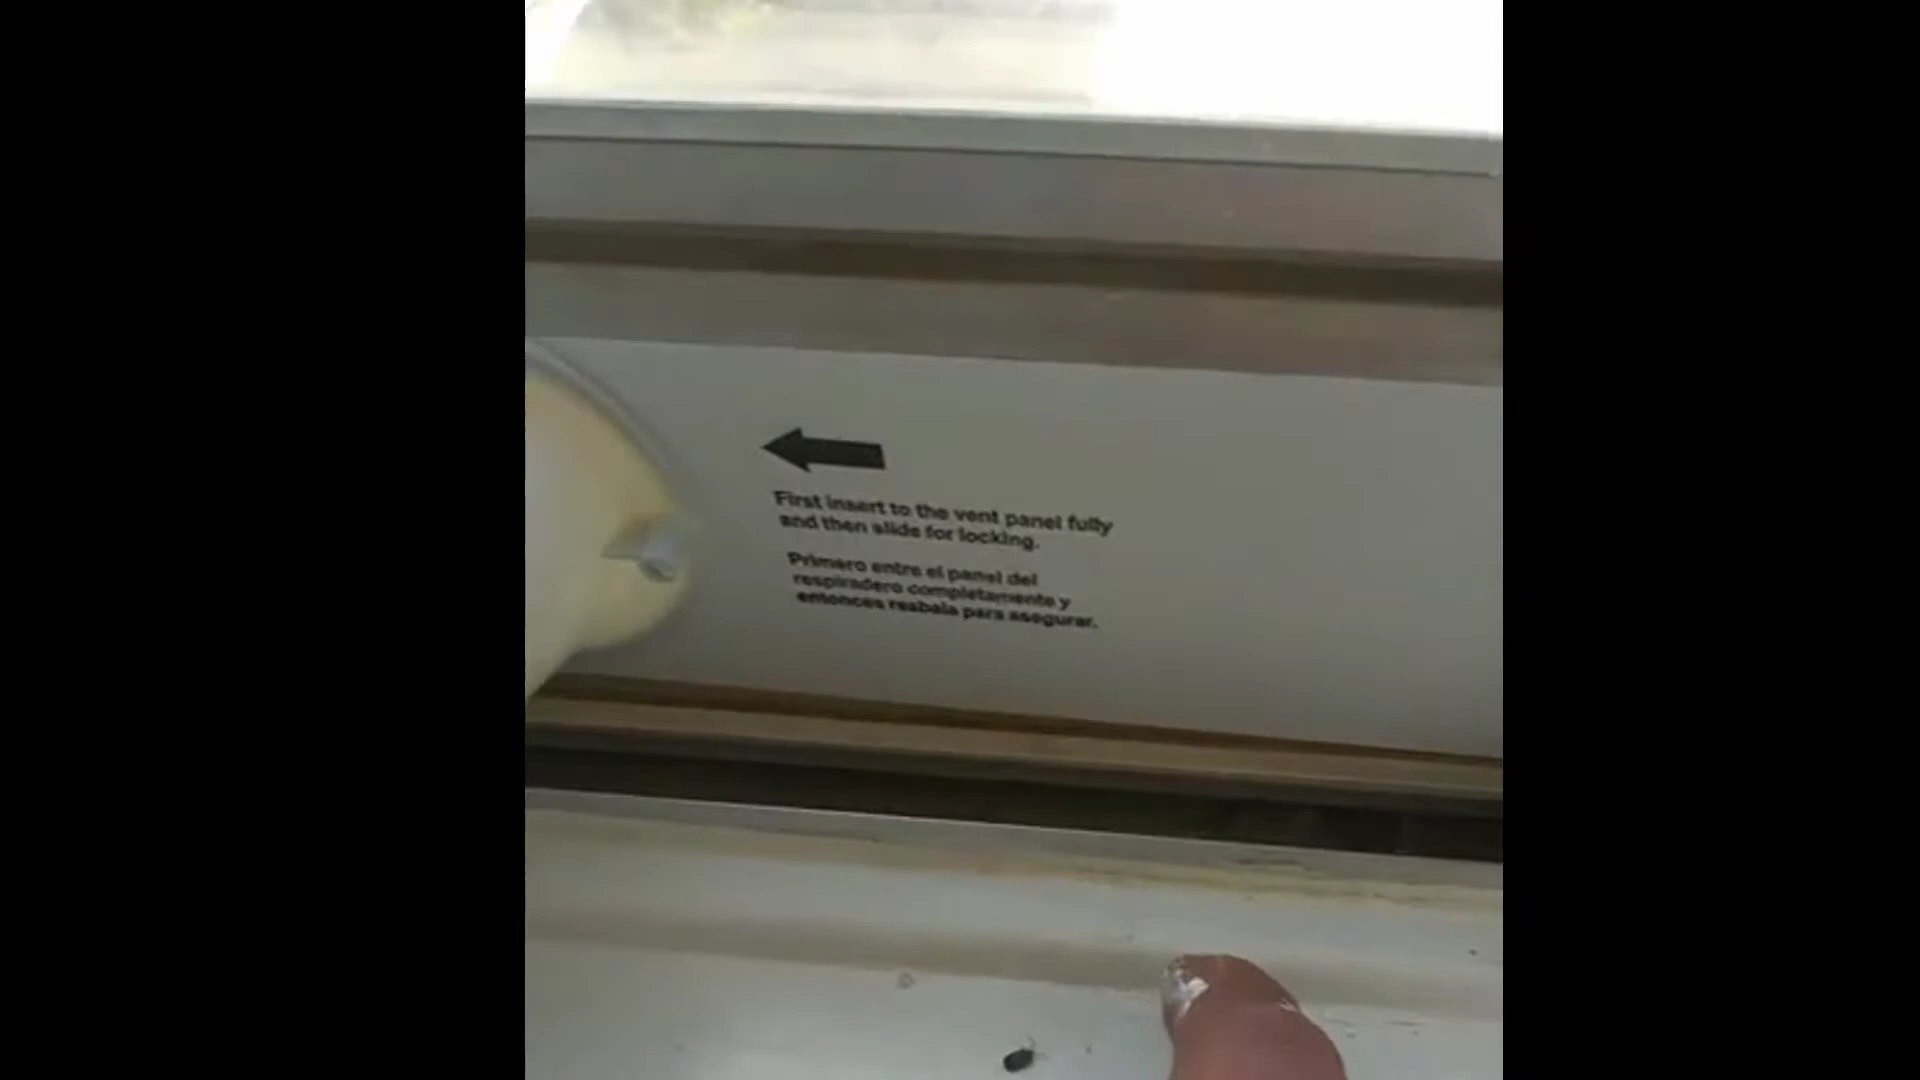 First insert to the vent panel fully
and then slide for locking.
Primero entre el panel del
respiradero completamente y
entonces resbala para asegurar.